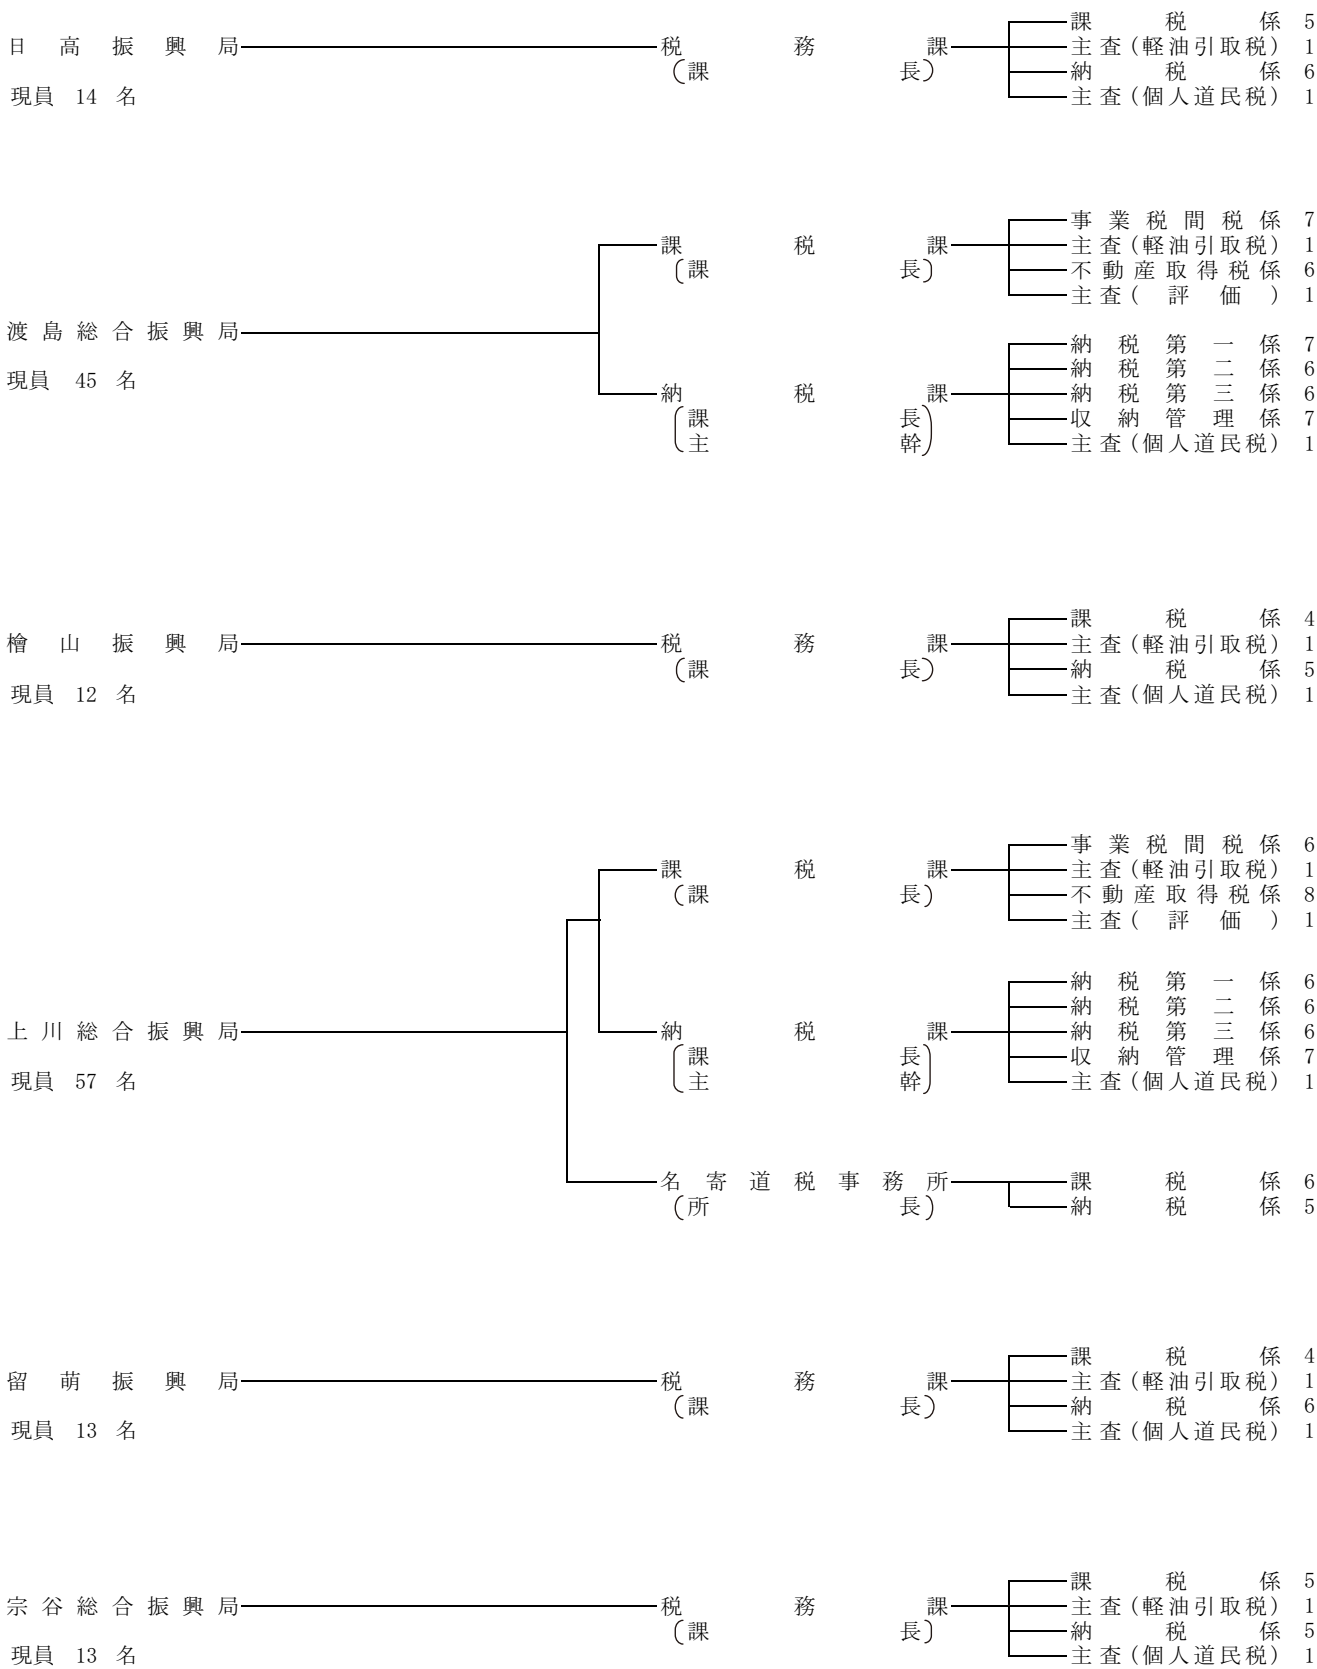 課税係 5
日高振興局 税務課 主査(軽油引取税) 1
(課長) 納税係 6
現員 14 名 主査(個人道民税) 1
事業税間税係 7
課税課 主査(軽油引取税) 1
(課長) 不動産取得税係 6
主査(評価) 1
渡島総合振興局
納税第一係 7
納税第二係 6
現員 45 名
納税課 納税第三係 6
(課長 収納管理係 7
主幹) 主査(個人道民税) 1
課税係 4
檜山振興局 税務課 主査(軽油引取税) 1
(課長) 納税係 5
現員 12 名 主査(個人道民税) 1
事業税間税係 6
課税課 主査(軽油引取税) 1
(課長) 不動産取得税係 8
主査(評価) 1
納税第一係 6
納税第二係 6
上川総合振興局 納税課 納税第三係 6
(課長 収納管理係 7
現員 57 名 主幹) 主査(個人道民税) 1
名寄道税事務所 課税係 6
(所長) 納税係 5
課税係 4
留萌振興局 税務課 主査(軽油引取税) 1
(課長) 納税係 6
現員 13 名 主査(個人道民税) 1
課税係 5
宗谷総合振興局 税務課 主査(軽油引取税) 1
(課長) 納税係 5
現員 13 名 主査(個人道民税) 1